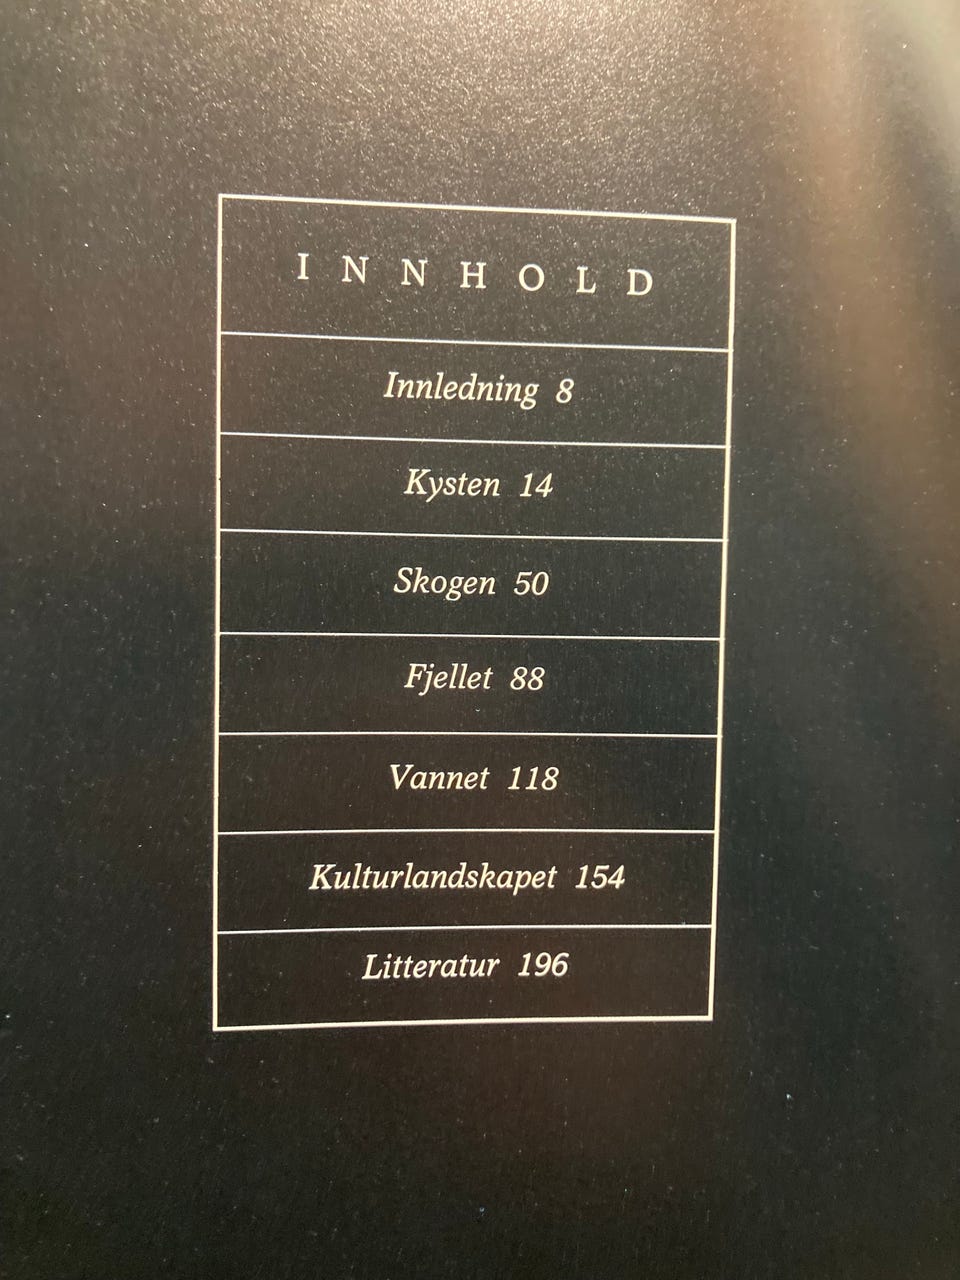 INNHOLD
Innledning 8
Kysten 14
Skogen 50
Fjellet 88
Vannet 118
Kulturlandskapet 154
Litteratur 196